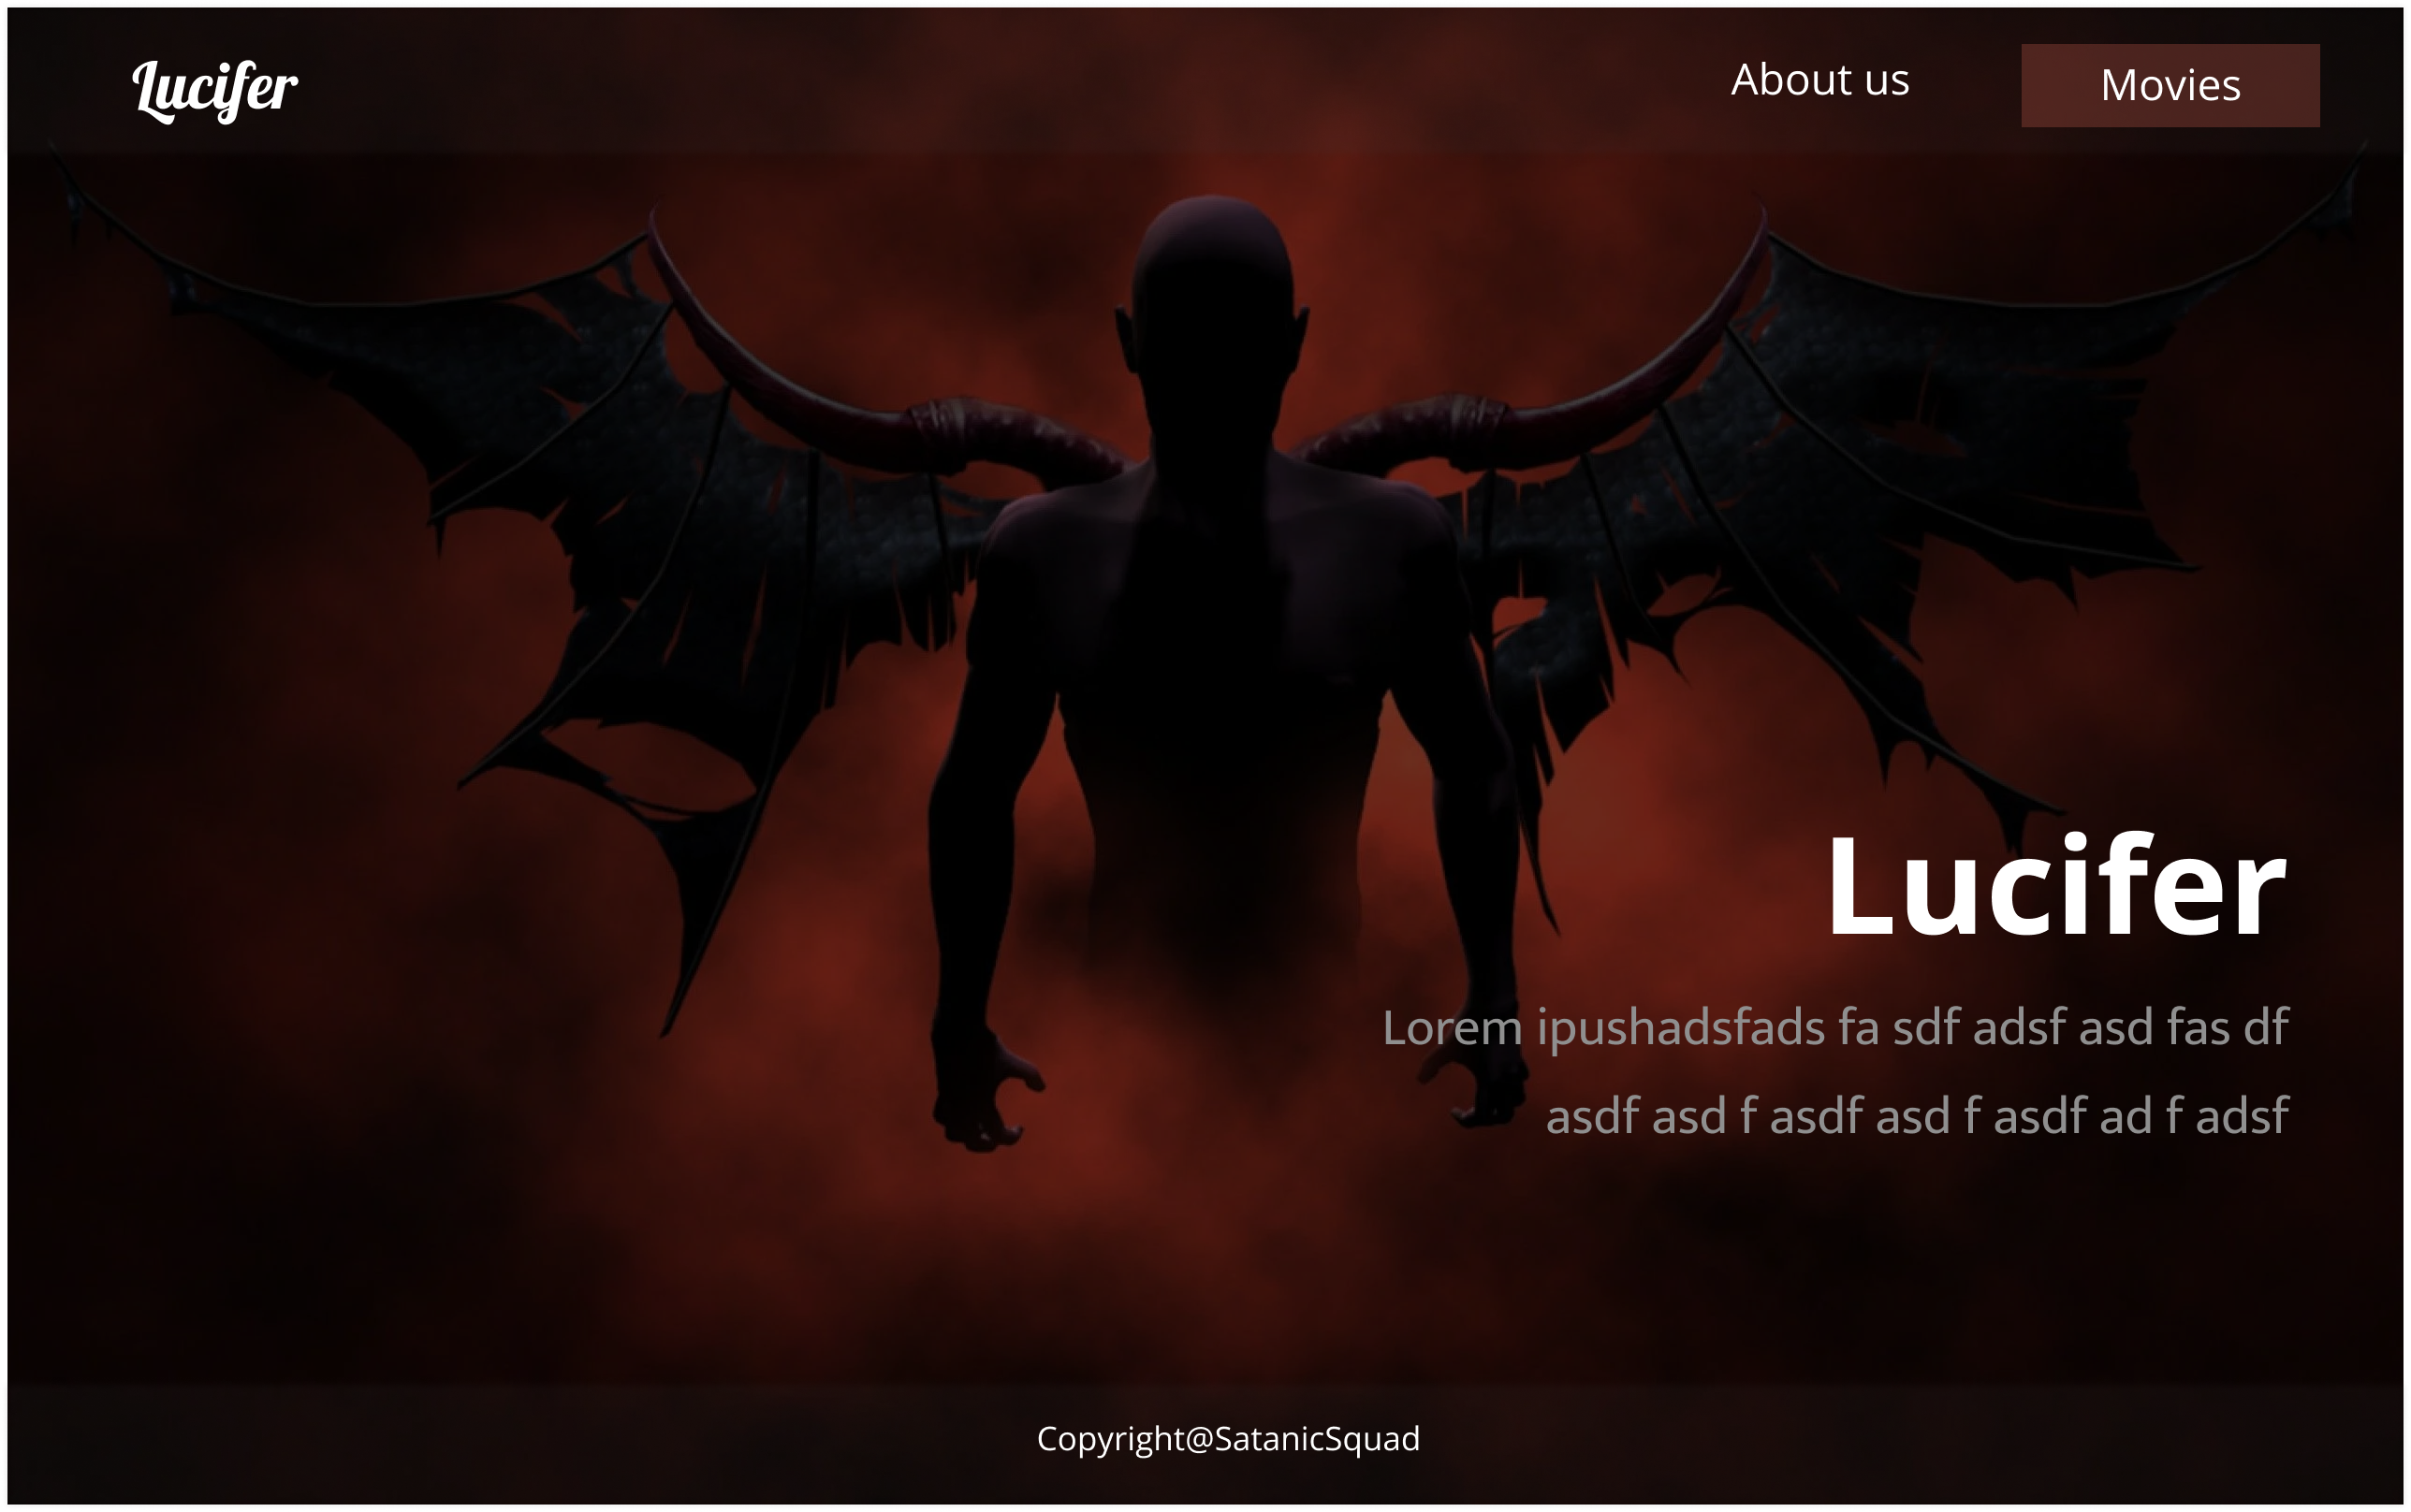 Lucifer
About us
Movies
Lucifer
Lorem ipushadsfads fa sdf adsf asd fas df
asdf asd f asdf asd f asdf ad f adsf
Copyright@SatanicSquad